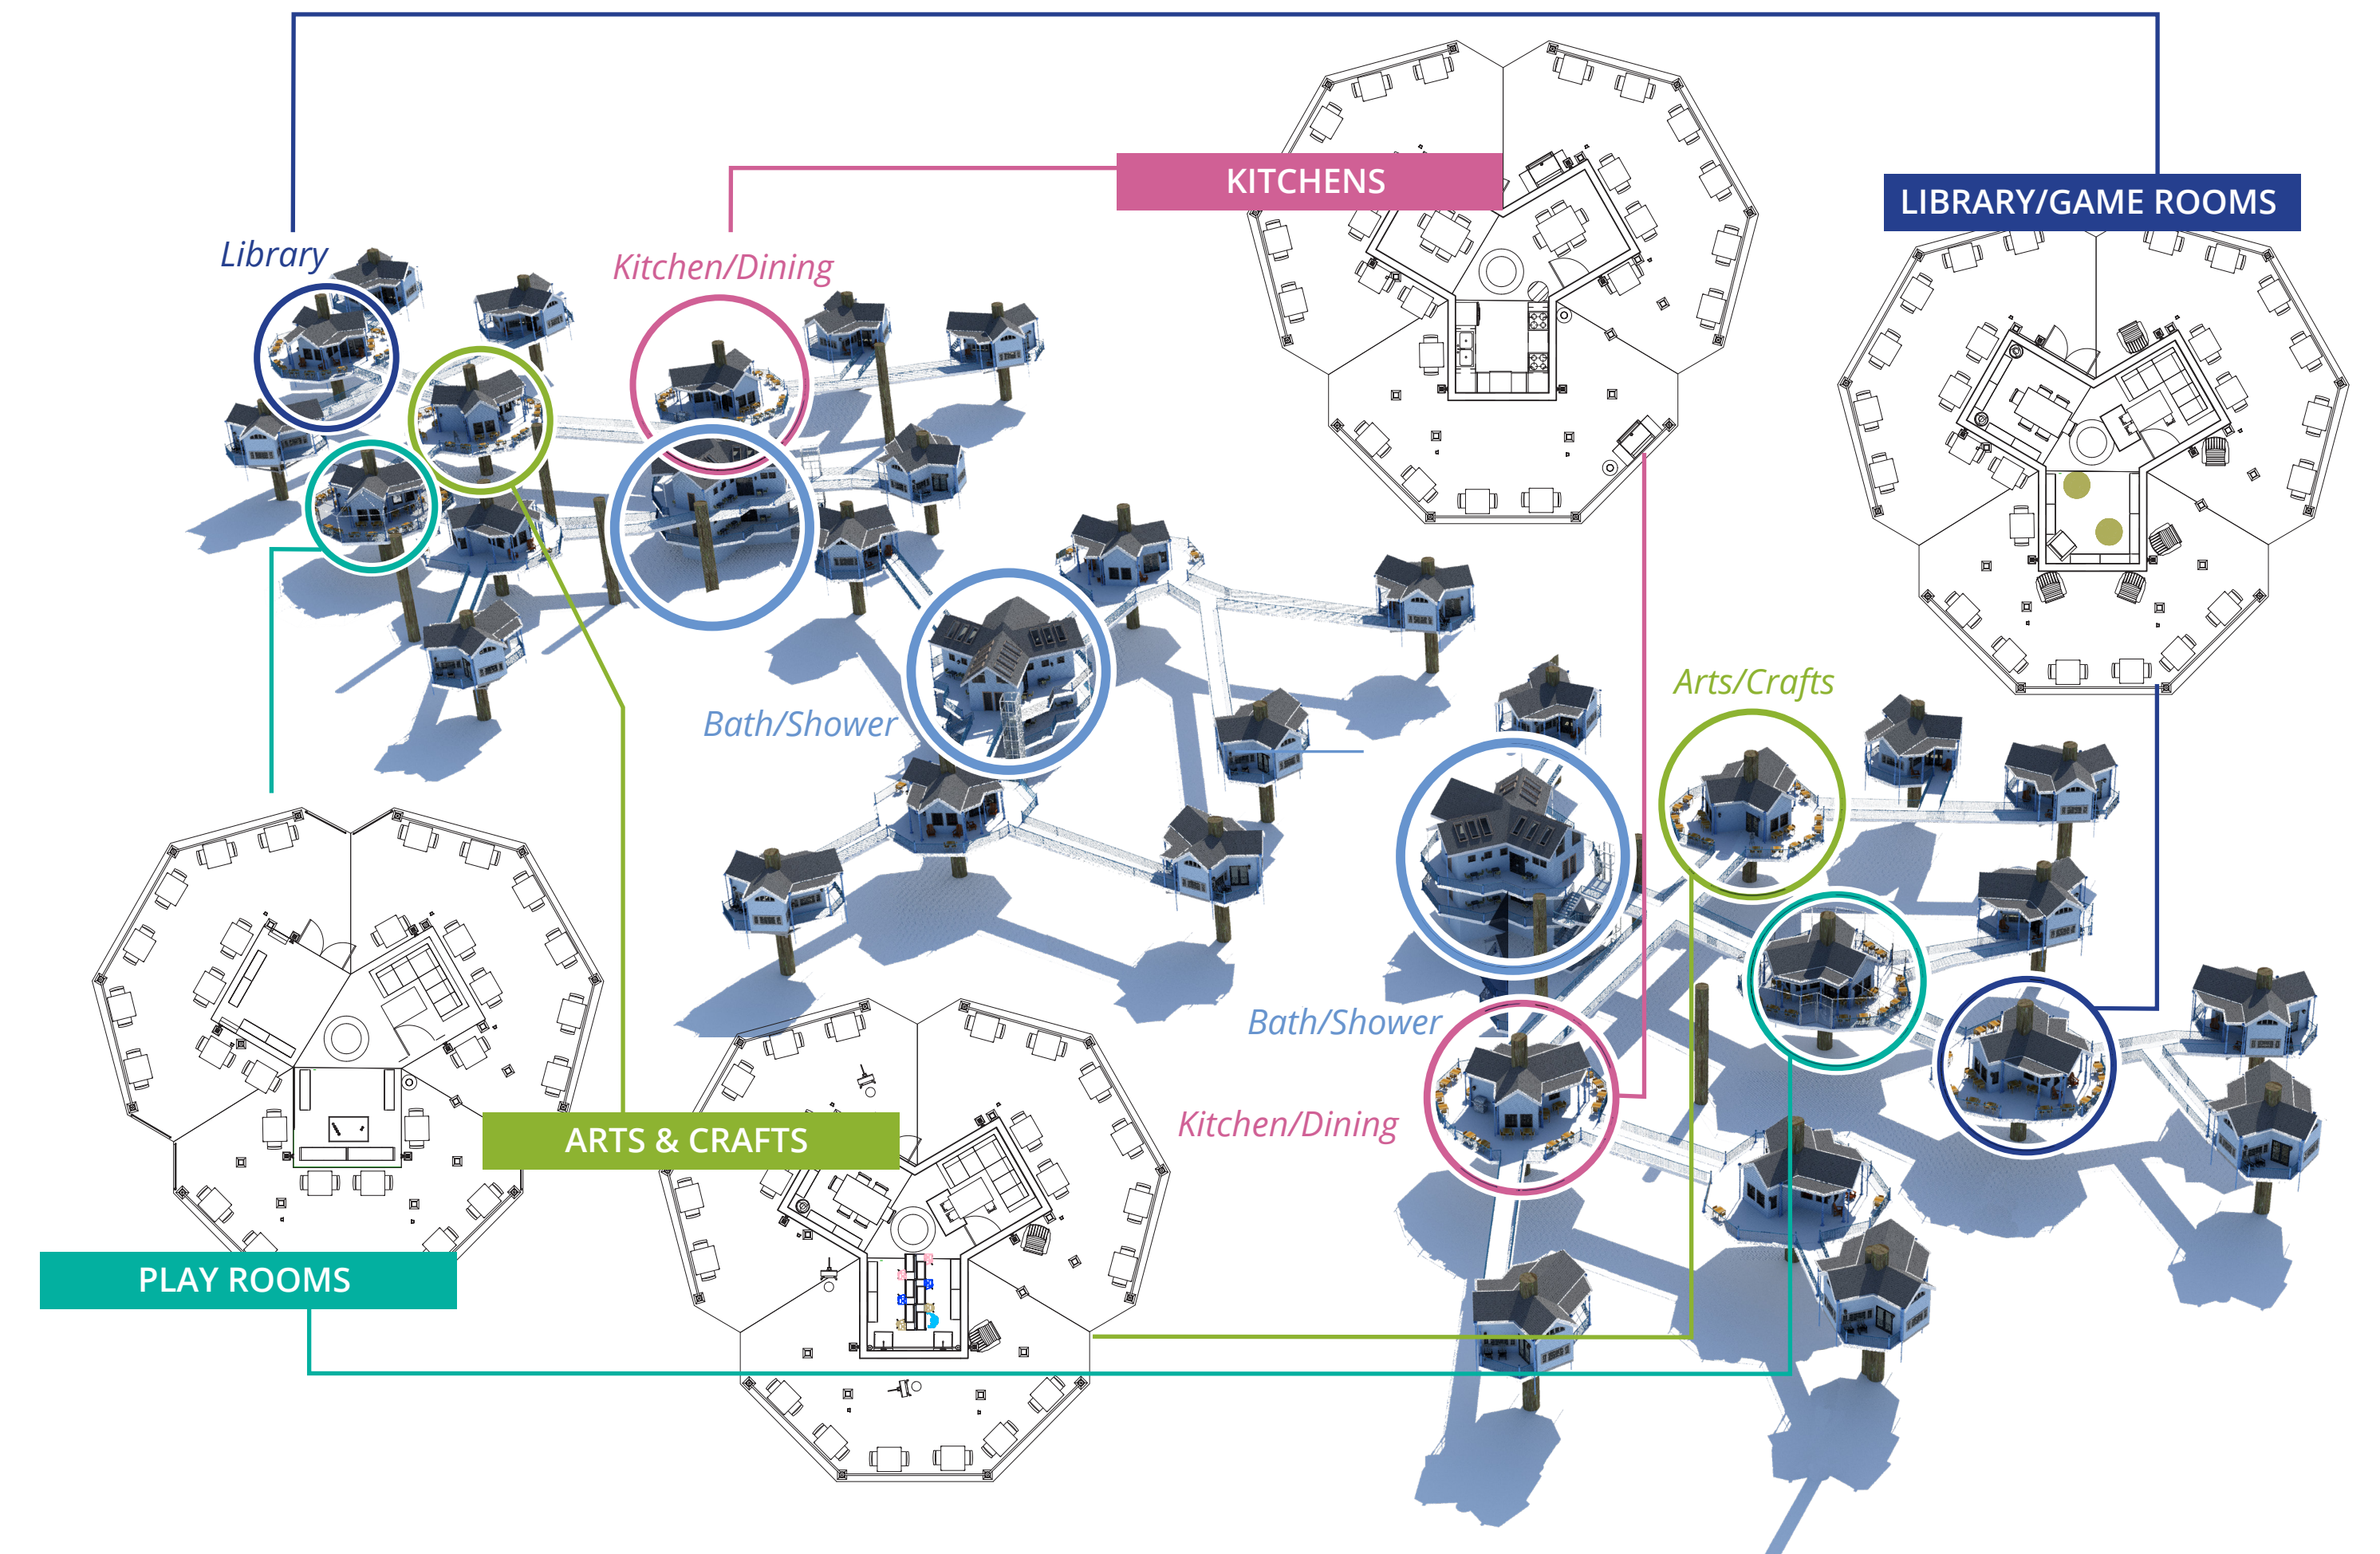 KITCHENS
LIBRARY/GAME ROOMS
Library
Kitchen/Dining
Arts/Crafts
Bath/Shower
Bath/Shower
Kitchen/Dining
ARTS & CRAFTS
PLAY ROOMS